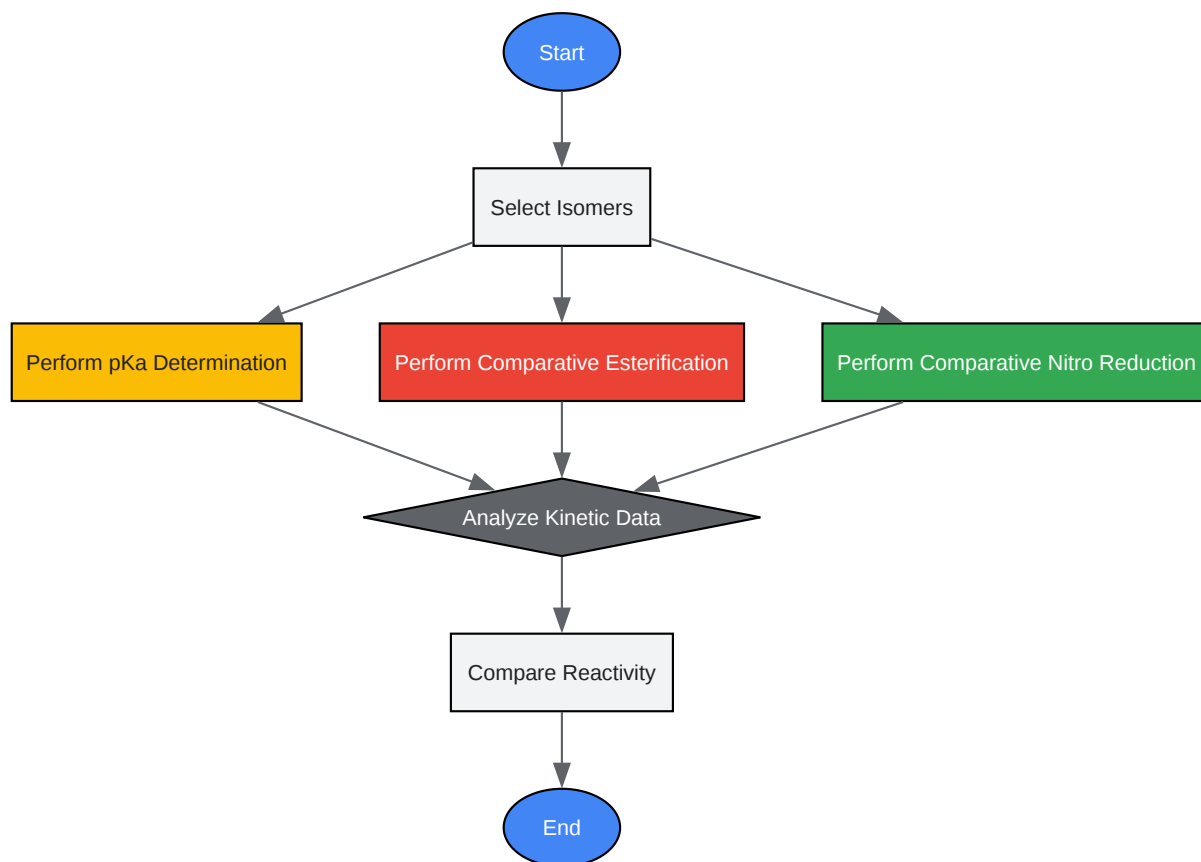 Start
Select Isomers
Perform pKa Determination
Perform Comparative Esterification
Perform Comparative Nitro Reduction
Analyze Kinetic Data
Compare Reactivity
End